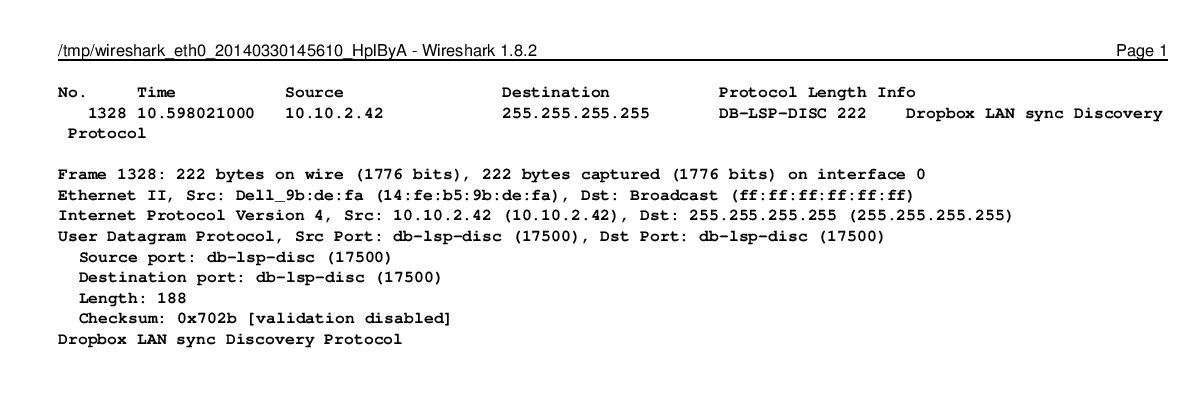 /tmp/wireshark_eth0_20140330145610_HplByA - Wireshark 1.8.2 Page 1
No. Time Source Destination Protocol Length Info
1328 10.598021000 10.10.2.42 255.255.255.255 DB-LSP-DISC 222 Dropbox LAN sync Discovery
Protocol
Frame 1328: 222 bytes on wire (1776 bits), 222 bytes captured (1776 bits) on interface 0
Ethernet II, Src: Dell_9b:de:fa (14:fe:b5:9b:de:fa), Dst: Broadcast (ff:ff:ff:ff:ff:ff)
Internet Protocol Version 4, Src: 10.10.2.42 (10.10.2.42), Dst: 255.255.255.255 (255.255.255.255)
User Datagram Protocol, Src Port: db-lsp-disc (17500), Dst Port: db-lsp-disc (17500)
Source port: db-lsp-disc (17500)
Destination port: db-lsp-disc (17500)
Length: 188
Checksum: 0x702b [validation disabled]
Dropbox LAN sync Discovery Protocol